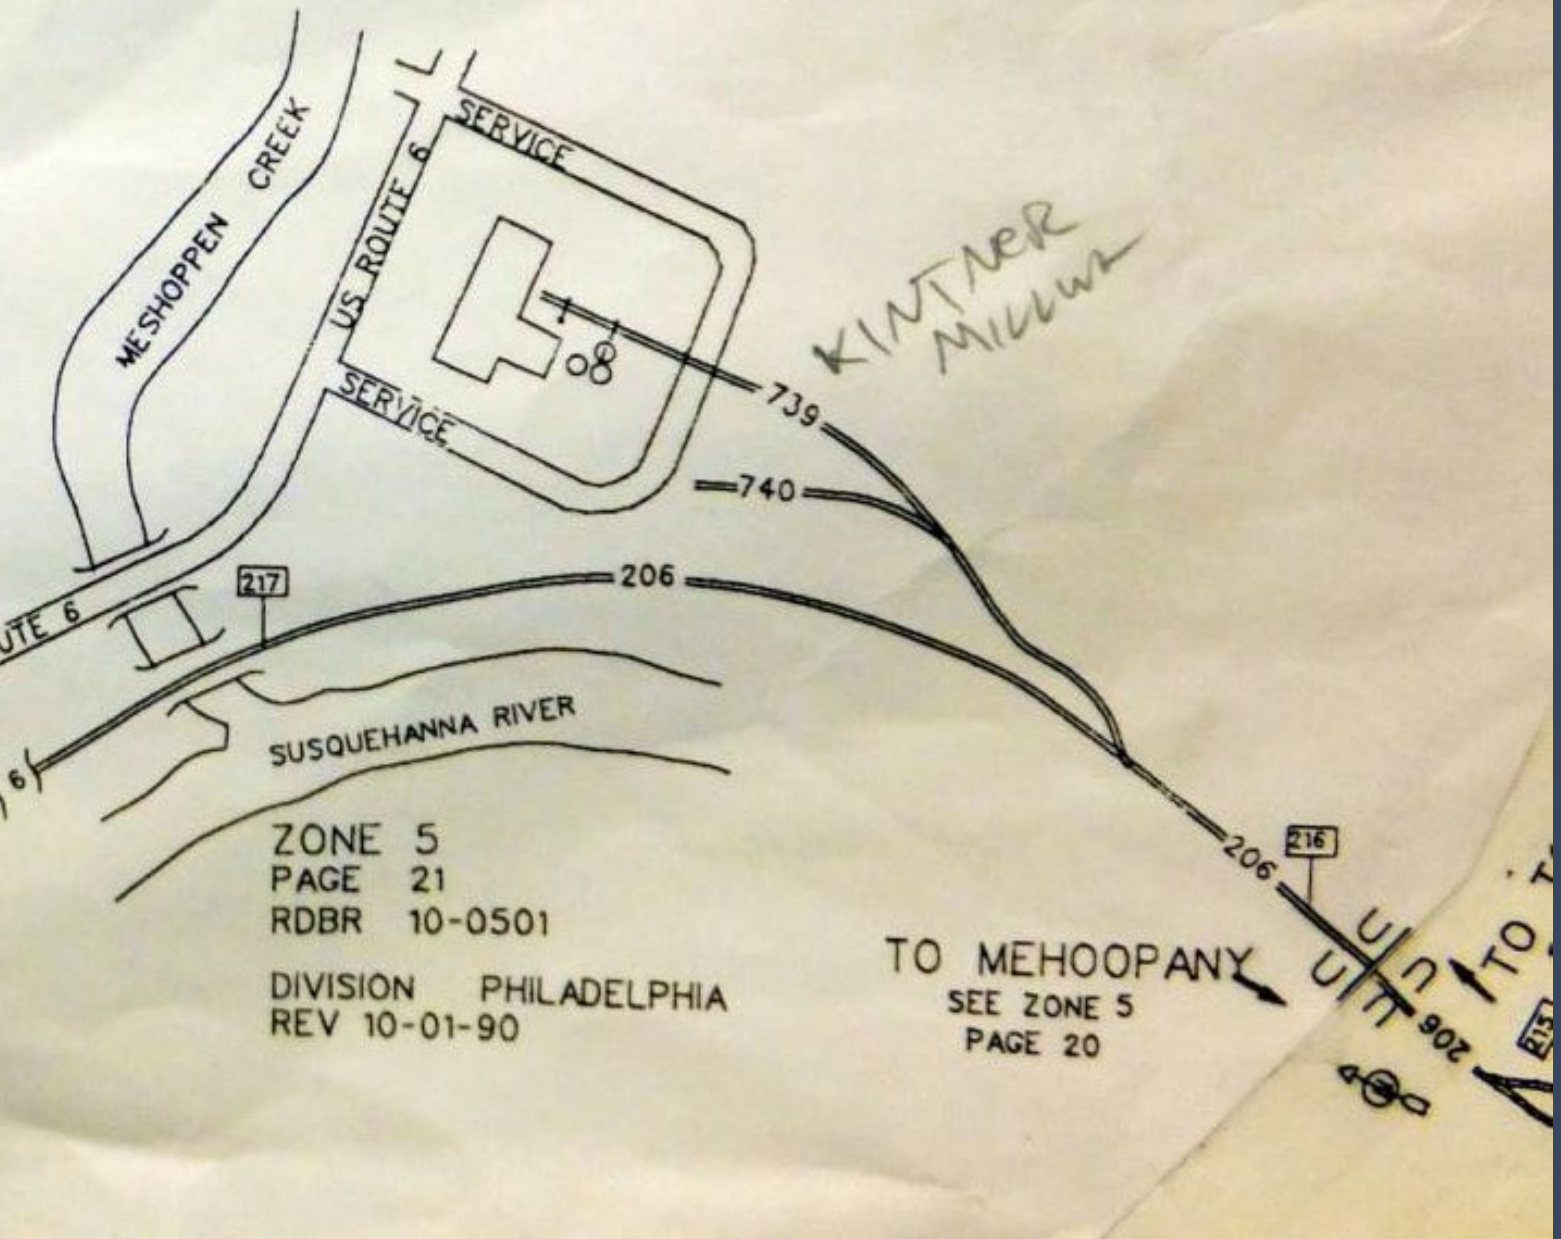 MESHOPPEN CREEK
SERVICE
US ROUTE 6
SERVICE
KINTNER
739
740
206
217
UTE 6
6
SUSQUEHANNA RIVER
ZONE 5
PAGE 21
RDBR 10-0501
DIVISION PHILADELPHIA
REV 10-01-90
206
216
TO MEHOOPANY
SEE ZONE 5
PAGE 20
TO
206
215